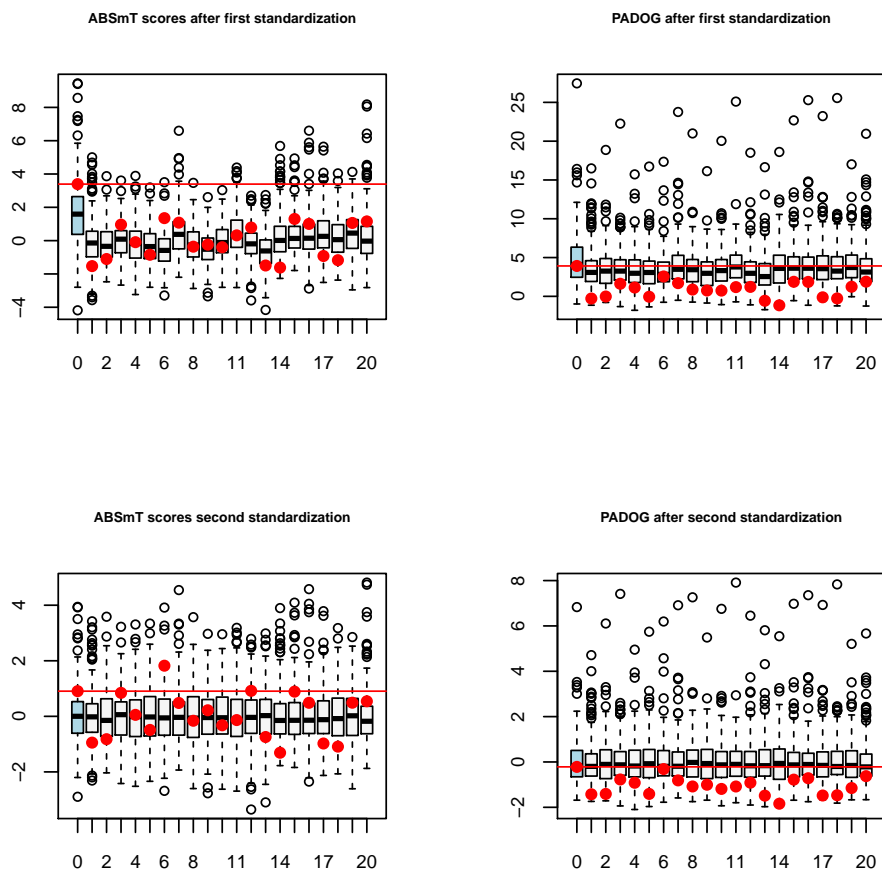 ABSmT scores after first standardization
PADOG after first standardization
−4 0 2 4 6 8
0 2 4 6 8 11 14 17 20
0 5 10 15 20 25
0 2 4 6 8 11 14 17 20
ABSmT scores second standardization
PADOG after second standardization
−2 0 2 4
0 2 4 6 8 11 14 17 20
−2 0 2 4 6 8
0 2 4 6 8 11 14 17 20